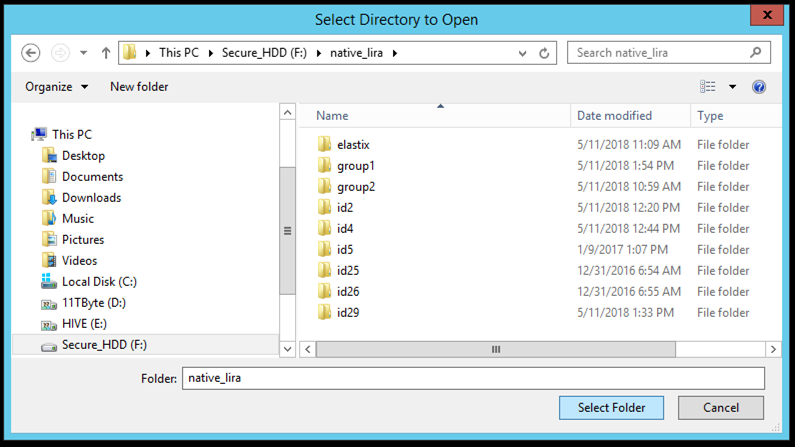 Select Directory to Open
x
This PC Secure_HDD (F:) native_lira
Search native_lira
Organize New folder
Name Date modified Type
This PC
Desktop
Documents
Downloads
Music
Pictures
Videos
Local Disk (C:)
11TByte (D:)
HIVE (E:)
Secure_HDD (F:)
elastix 5/11/2018 11:09 AM File folder
group1 5/11/2018 1:54 PM File folder
group2 5/11/2018 10:59 AM File folder
id2 5/11/2018 12:20 PM File folder
id4 5/11/2018 12:44 PM File folder
id5 1/9/2017 1:07 PM File folder
id25 12/31/2016 6:54 AM File folder
id26 12/31/2016 6:55 AM File folder
id29 5/11/2018 1:33 PM File folder
Folder: native_lira
Select Folder Cancel